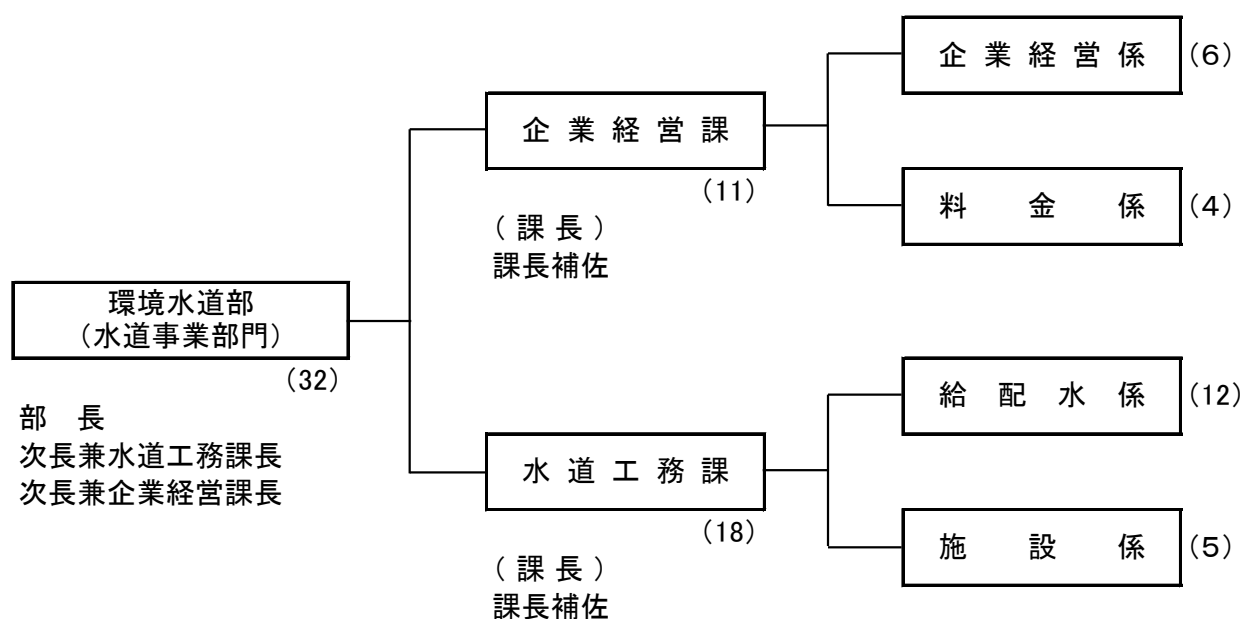 環境水道部
(水道事業部門)
(32)
部 長
次長兼水道工務課長
次長兼企業経営課長
企 業 経 営 課
(11)
( 課 長 )
課長補佐
企 業 経 営 係
(6)
料 金 係
(4)
水 道 工 務 課
(18)
( 課 長 )
課長補佐
給 配 水 係
(12)
施 設 係
(5)